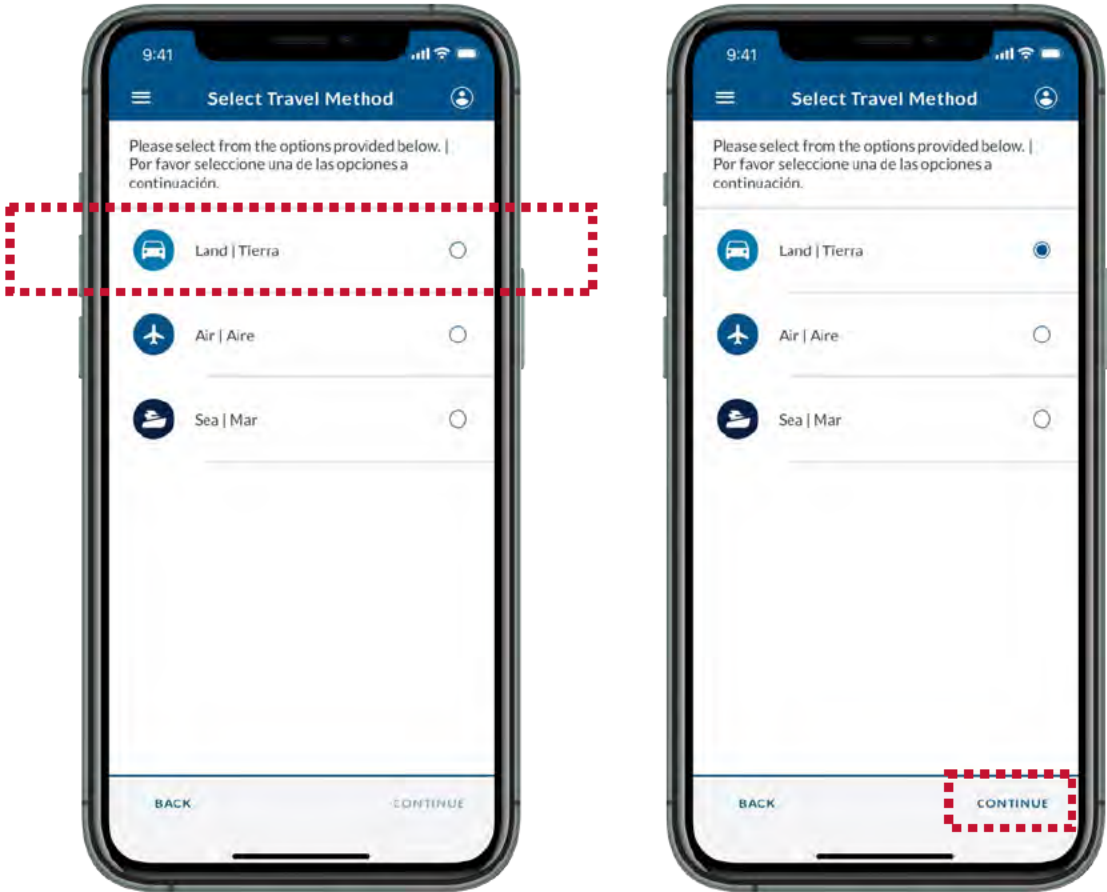 9:41
Select Travel Method
Please select from the options provided below. |
Por favor seleccione una de las opciones a
continuación.
Land | Tierra
Air | Aire
Sea | Mar
BACK
CONTINUE
9:41
Select Travel Method
Please select from the options provided below. |
Por favor seleccione una de las opciones a
continuación.
Land | Tierra
Air | Aire
Sea | Mar
BACK
CONTINUE